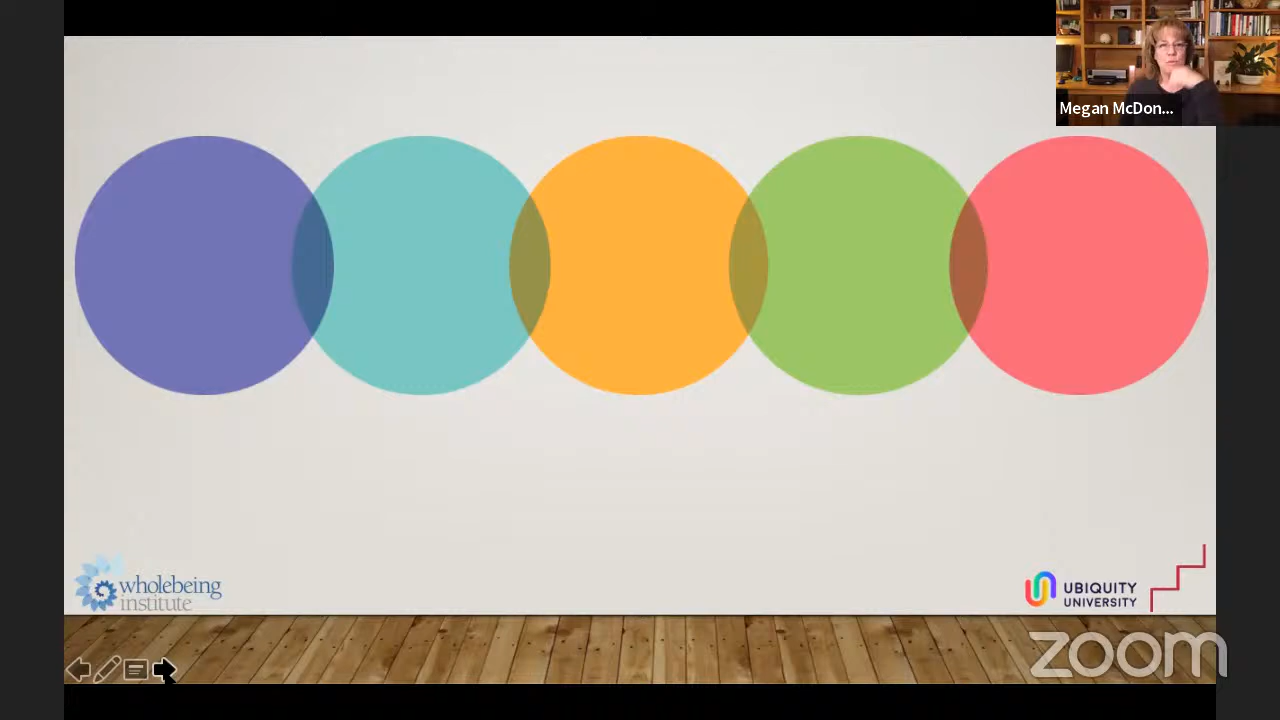 Megan McDon...
wholebeing
institute
UBIQUITY
UNIVERSITY
zoom